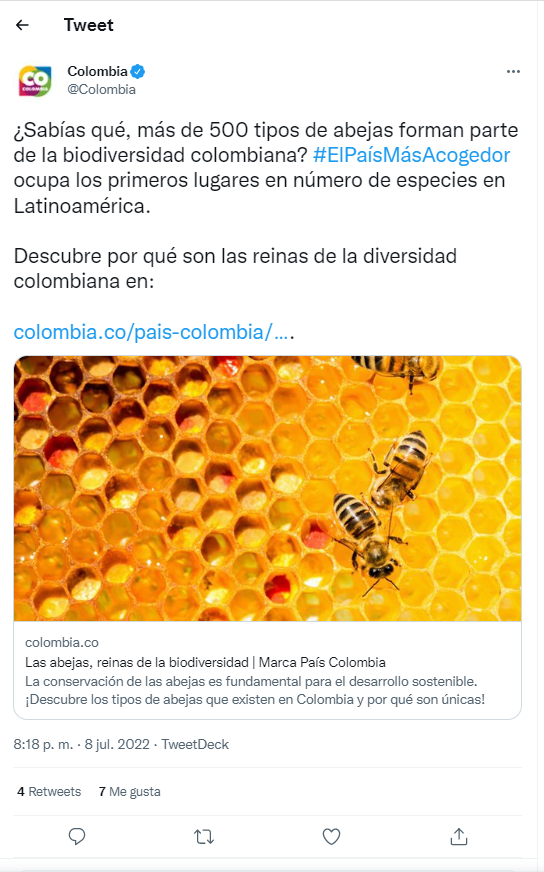 Tweet
Colombia
@Colombia
CO
COLOMBIA
¿Sabías qué, más de 500 tipos de abejas forman parte
de la biodiversidad colombiana? #ElPaísMásAcogedor
ocupa los primeros lugares en número de especies en
Latinoamérica.
Descubre por qué son las reinas de la diversidad
colombiana en:
colombia.co/pais-colombia/….
colombia.co
Las abejas, reinas de la biodiversidad | Marca País Colombia
La conservación de las abejas es fundamental para el desarrollo sostenible.
¡Descubre los tipos de abejas que existen en Colombia y por qué son únicas!
8:18 p. m. · 8 jul. 2022 · TweetDeck
4 Retweets 7 Me gusta